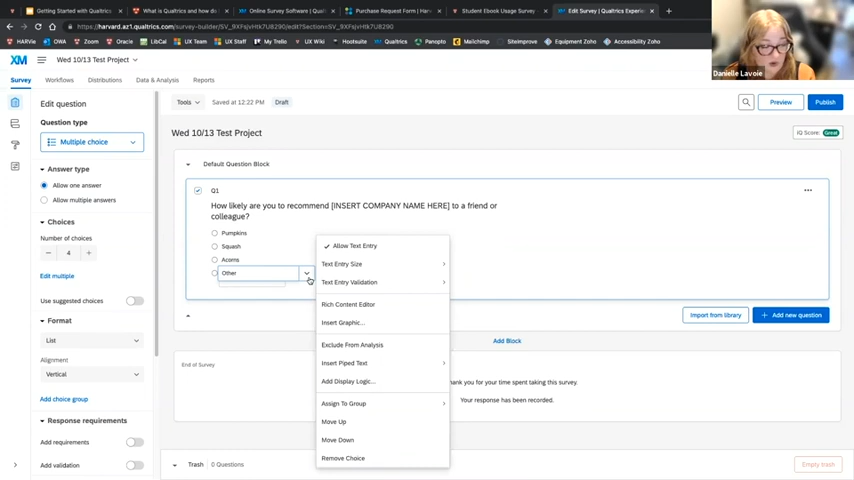 Getting Started with Qualtrics
What is Qualtrics and how do
Online Survey Software | Qualt
Purchase Request Form | Harv
Student Ebook Usage Survey
Edit Survey | Qualtrics Experie
harvard.az1.qualtrics.com/survey-builder/SV_9XFsjvHtk7U8290/edit?Section=SV_9XFsjvHtk7U8290
HARVie
OWA
Zoom
Oracle
LibCal
UX Team
UX Staff
My Trello
UX Wiki
Hootsuite
Qualtrics
Panopto
Mailchimp
SiteImprove
Equipment Zoho
Accessibility Zoho
Danielle Lavoie
XM
Wed 10/13 Test Project
Survey
Workflows
Distributions
Data & Analysis
Reports
Edit question
Question type
Multiple choice
Answer type
Allow one answer
Allow multiple answers
Choices
Number of choices
4
Edit multiple
Use suggested choices
Format
List
Alignment
Vertical
Add choice group
Response requirements
Add requirements
Add validation
Tools
Saved at 12:22 PM
Draft
Preview
Publish
Wed 10/13 Test Project
IQ Score: Great
Default Question Block
Q1
How likely are you to recommend [INSERT COMPANY NAME HERE] to a friend or
colleague?
Pumpkins
Squash
Acorns
Other
Allow Text Entry
Text Entry Size
Text Entry Validation
Rich Content Editor
Insert Graphic...
Exclude From Analysis
Insert Piped Text
Add Display Logic...
Assign To Group
Move Up
Move Down
Remove Choice
Import from library
Add new question
Add Block
End of Survey
hank you for your time spent taking this survey.
Your response has been recorded.
Trash
0 Questions
Empty trash